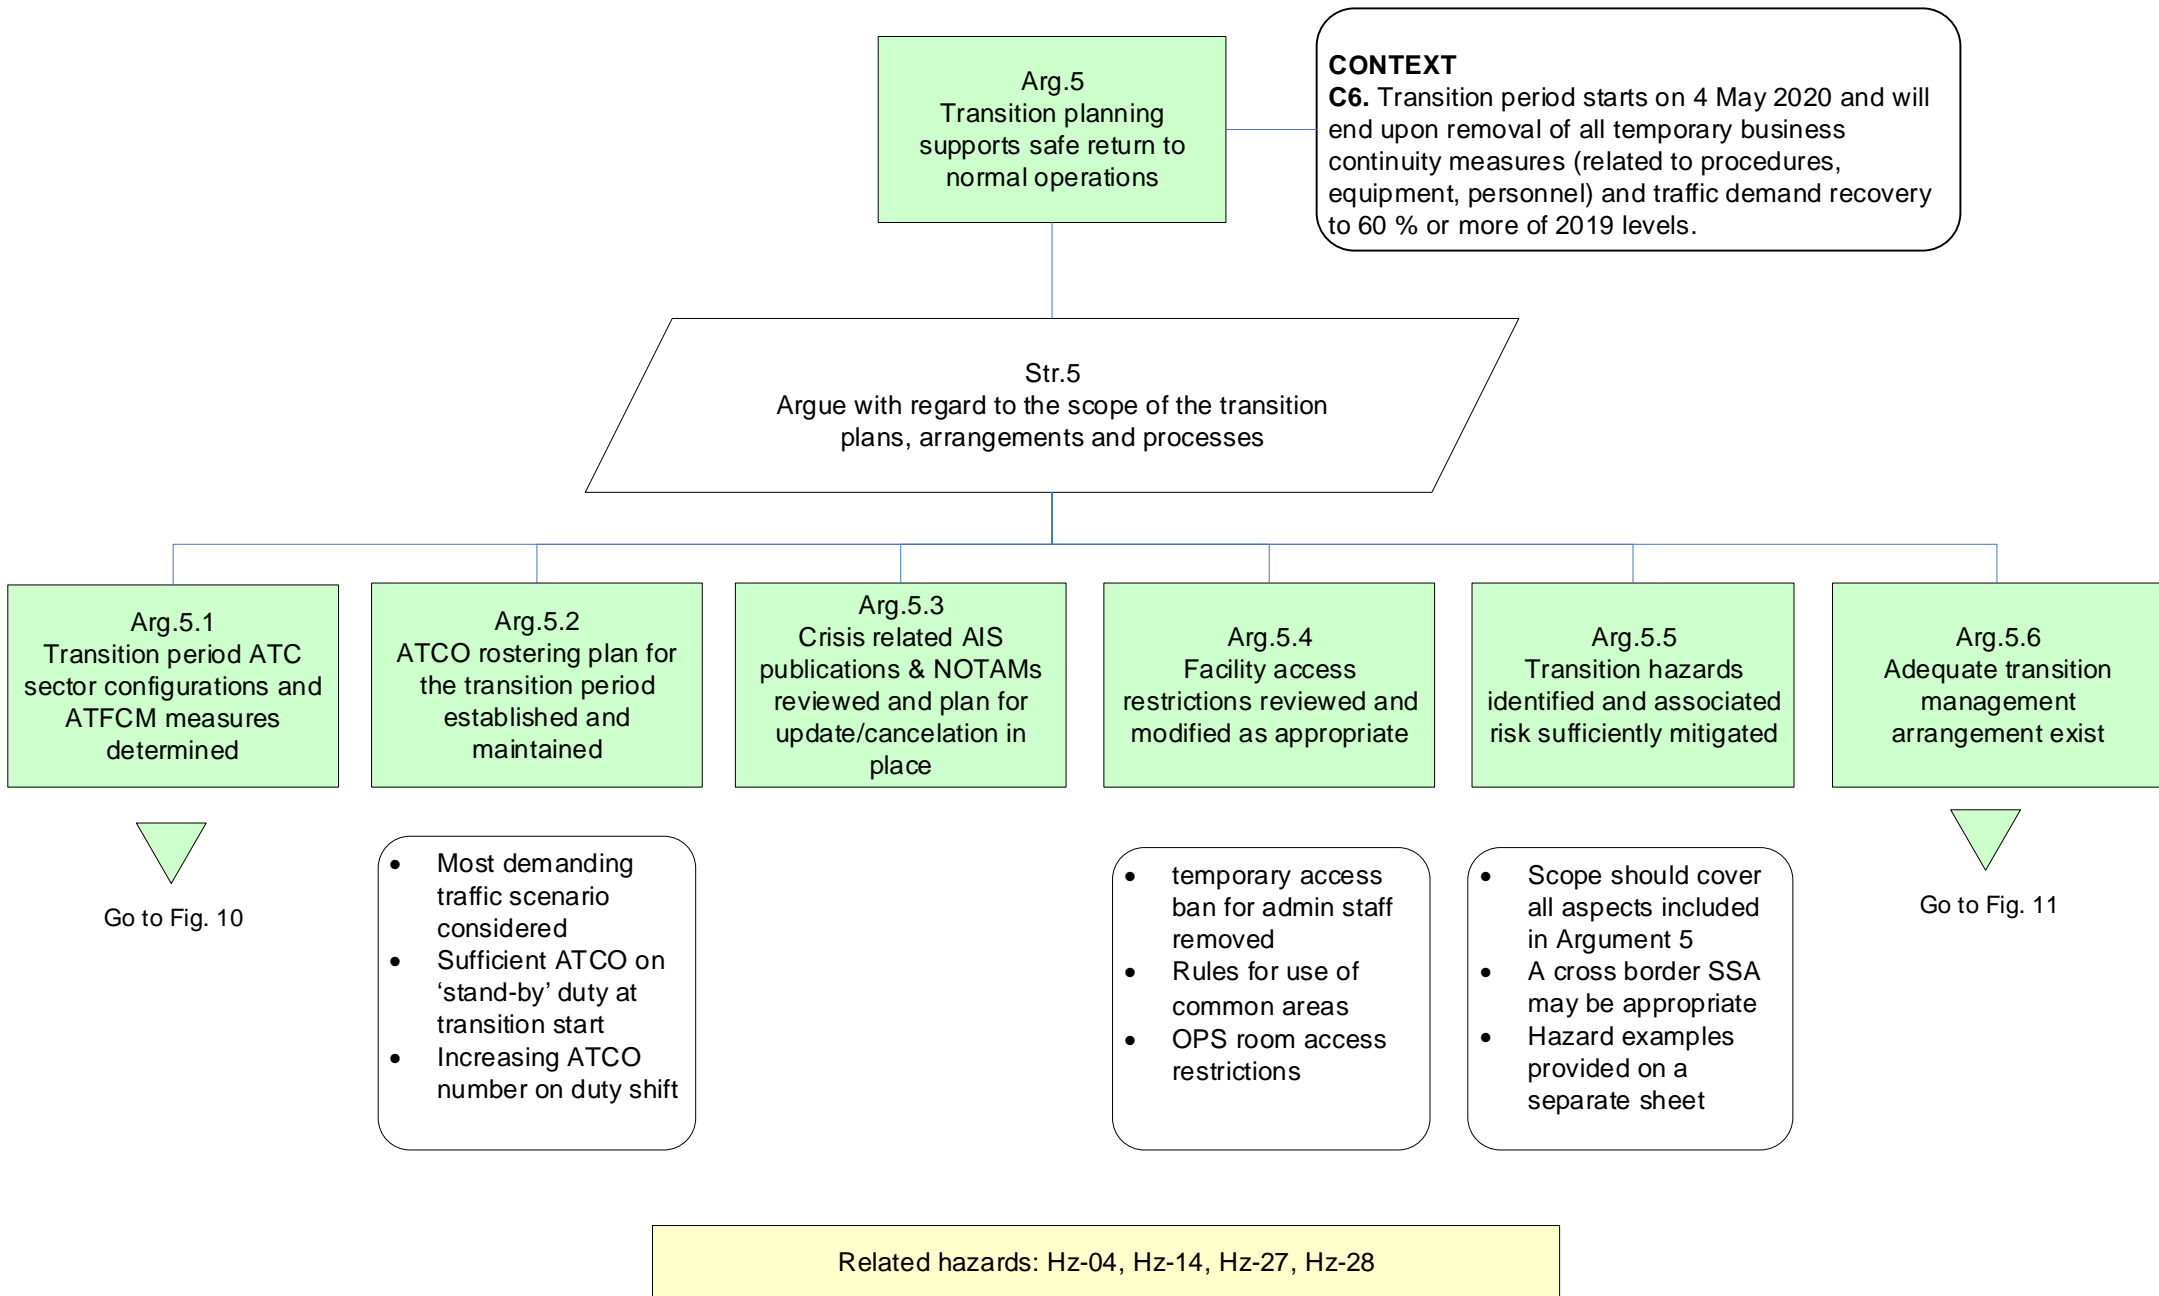 Arg.5
Transition planning
supports safe return to
normal operations
CONTEXT
C6. Transition period starts on 4 May 2020 and will
end upon removal of all temporary business
continuity measures (related to procedures,
equipment, personnel) and traffic demand recovery
to 60 % or more of 2019 levels.
Str.5
Argue with regard to the scope of the transition
plans, arrangements and processes
Arg.5.1
Transition period ATC
sector configurations and
ATFCM measures
determined
Arg.5.2
ATCO rostering plan for
the transition period
established and
maintained
Arg.5.3
Crisis related AIS
publications & NOTAMs
reviewed and plan for
update/cancelation in
place
Arg.5.4
Facility access
restrictions reviewed and
modified as appropriate
Arg.5.5
Transition hazards
identified and associated
risk sufficiently mitigated
Arg.5.6
Adequate transition
management
arrangement exist
Go to Fig. 10
• Most demanding
traffic scenario
considered
• Sufficient ATCO on
‘stand-by’ duty at
transition start
• Increasing ATCO
number on duty shift
• temporary access
ban for admin staff
removed
• Rules for use of
common areas
• OPS room access
restrictions
• Scope should cover
all aspects included
in Argument 5
• A cross border SSA
may be appropriate
• Hazard examples
provided on a
separate sheet
Go to Fig. 11
Related hazards: Hz-04, Hz-14, Hz-27, Hz-28